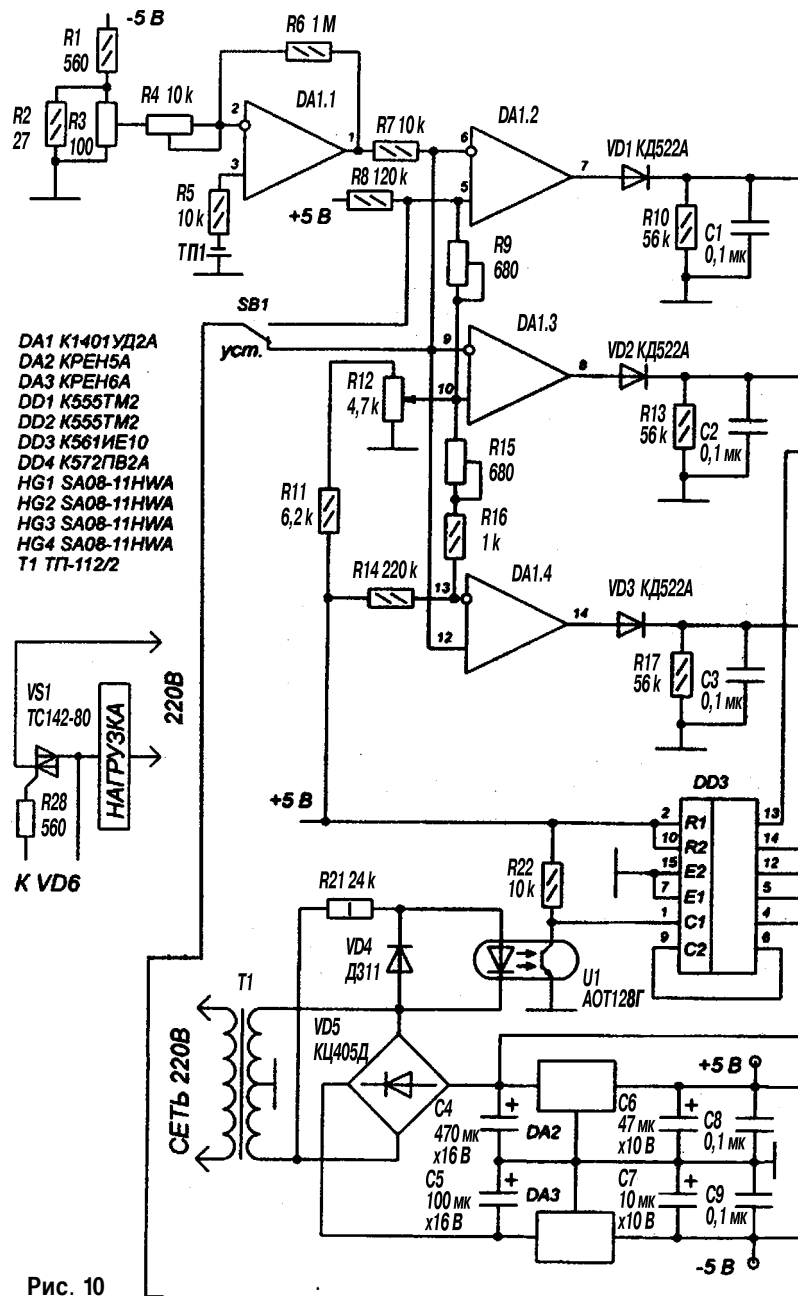 -5 В
R1
560
R2
27
R3
100
R4 10 k
R6 1 M
DA1.1
2
3
1
R5
10 k
ТП1
R7 10 k
R8 120 k
+5 В
DA1.2
6
5
7
VD1 КД522А
R10
56 k
C1
0,1 мк
R9
680
SB1
уст.
DA1.3
9
10
8
VD2 КД522А
R12
4,7 k
R13
56 k
C2
0,1 мк
DA1 К1401УД2А
DA2 КРЕН5А
DA3 КРЕН6А
DD1 К555ТМ2
DD2 К555ТМ2
DD3 К561ИЕ10
DD4 К572ПВ2А
HG1 SA08-11HWA
HG2 SA08-11HWA
HG3 SA08-11HWA
HG4 SA08-11HWA
T1 ТП-112/2
R15
680
R11
6,2 k
R16
1 k
R14 220 k
DA1.4
13
12
14
VD3 КД522А
R17
56 k
C3
0,1 мк
VS1
ТС142-80
220В
НАГРУЗКА
R28
560
К VD6
+5 В
DD3
2 R1 13
10 R2 14
15 E2 12
7 E1 5
1 C1 4
9 C2 6
R22
10 k
R21 24 k
VD4
Д311
U1
АОТ128Г
T1
СЕТЬ 220В
VD5
КЦ405Д
C4
470 мк
x16 В
+
DA2
C6
47 мк
x10 В
+
+5 В
C8
0,1 мк
C5
100 мк
x16 В
+
DA3
C7
10 мк
x10 В
+
C9
0,1 мк
-5 В
Рис. 10